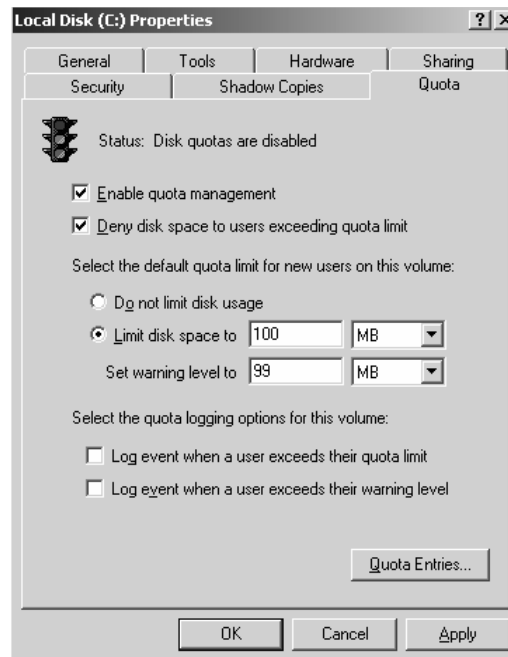 Local Disk (C:) Properties ? X
General Tools Hardware Sharing
Security Shadow Copies Quota
Status: Disk quotas are disabled
Enable quota management
Deny disk space to users exceeding quota limit
Select the default quota limit for new users on this volume:
Do not limit disk usage
Limit disk space to 100 MB
Set warning level to 99 MB
Select the quota logging options for this volume:
Log event when a user exceeds their quota limit
Log event when a user exceeds their warning level
Quota Entries...
OK Cancel Apply